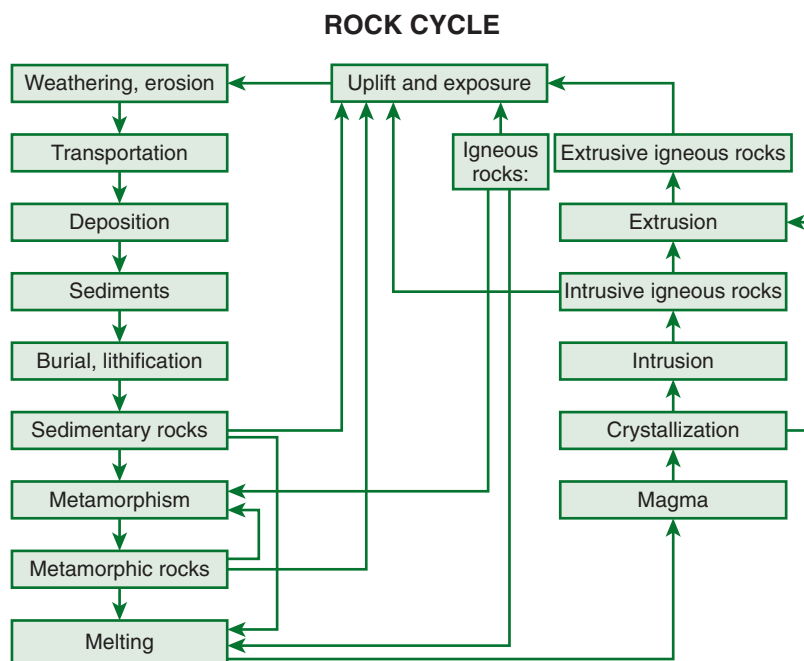 ROCK CYCLE
Weathering, erosion
Uplift and exposure
Transportation
Igneous
rocks:
Extrusive igneous rocks
Deposition
Extrusion
Sediments
Intrusive igneous rocks
Burial, lithification
Intrusion
Sedimentary rocks
Crystallization
Metamorphism
Magma
Metamorphic rocks
Melting